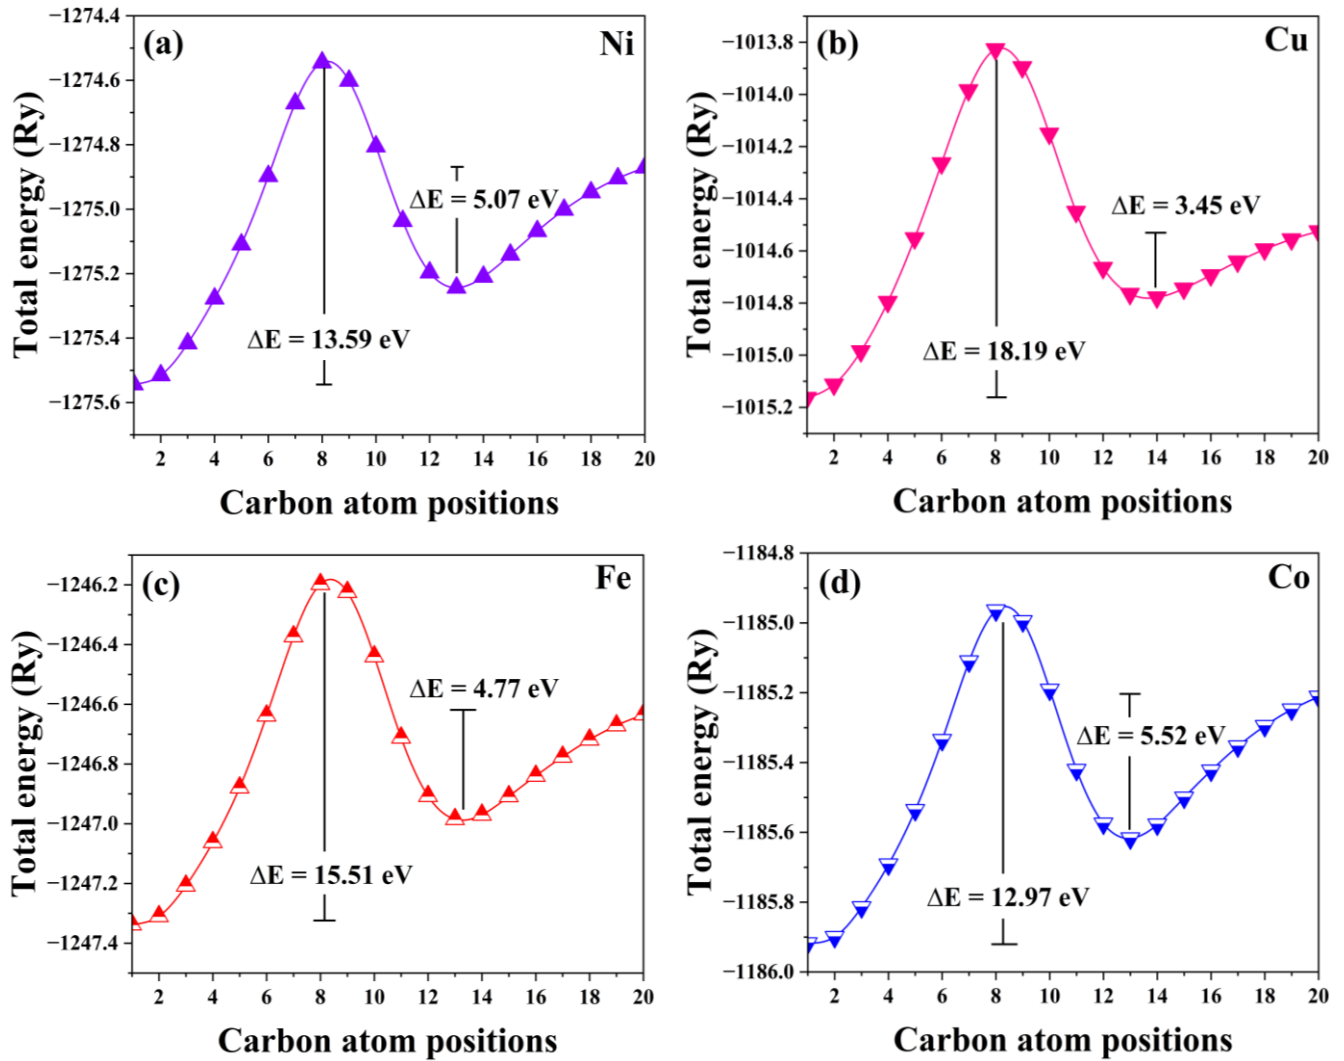 (a)
Ni
Total energy (Ry)
−1274.4
−1274.6
−1274.8
−1275.0
−1275.2
−1275.4
−1275.6
ΔE = 5.07 eV
ΔE = 13.59 eV
2 4 6 8 10 12 14 16 18 20
Carbon atom positions
(b)
Cu
Total energy (Ry)
−1013.8
−1014.0
−1014.2
−1014.4
−1014.6
−1014.8
−1015.0
−1015.2
ΔE = 3.45 eV
ΔE = 18.19 eV
2 4 6 8 10 12 14 16 18 20
Carbon atom positions
(c)
Fe
Total energy (Ry)
−1246.2
−1246.4
−1246.6
−1246.8
−1247.0
−1247.2
−1247.4
ΔE = 4.77 eV
ΔE = 15.51 eV
2 4 6 8 10 12 14 16 18 20
Carbon atom positions
(d)
Co
Total energy (Ry)
−1184.8
−1185.0
−1185.2
−1185.4
−1185.6
−1185.8
−1186.0
ΔE = 5.52 eV
ΔE = 12.97 eV
2 4 6 8 10 12 14 16 18 20
Carbon atom positions